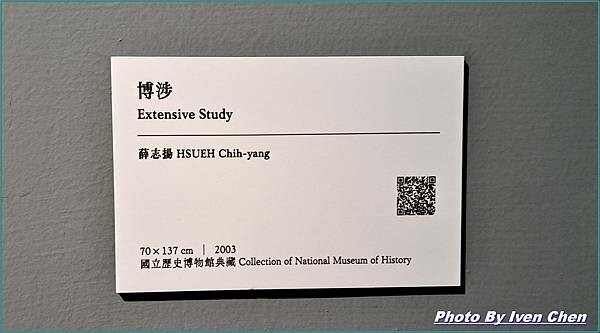 博涉
Extensive Study
薛志揚 HSUEH Chih-yang
70×137 cm | 2003
國立歷史博物館典藏 Collection of National Museum of History
Photo By Iven Chen